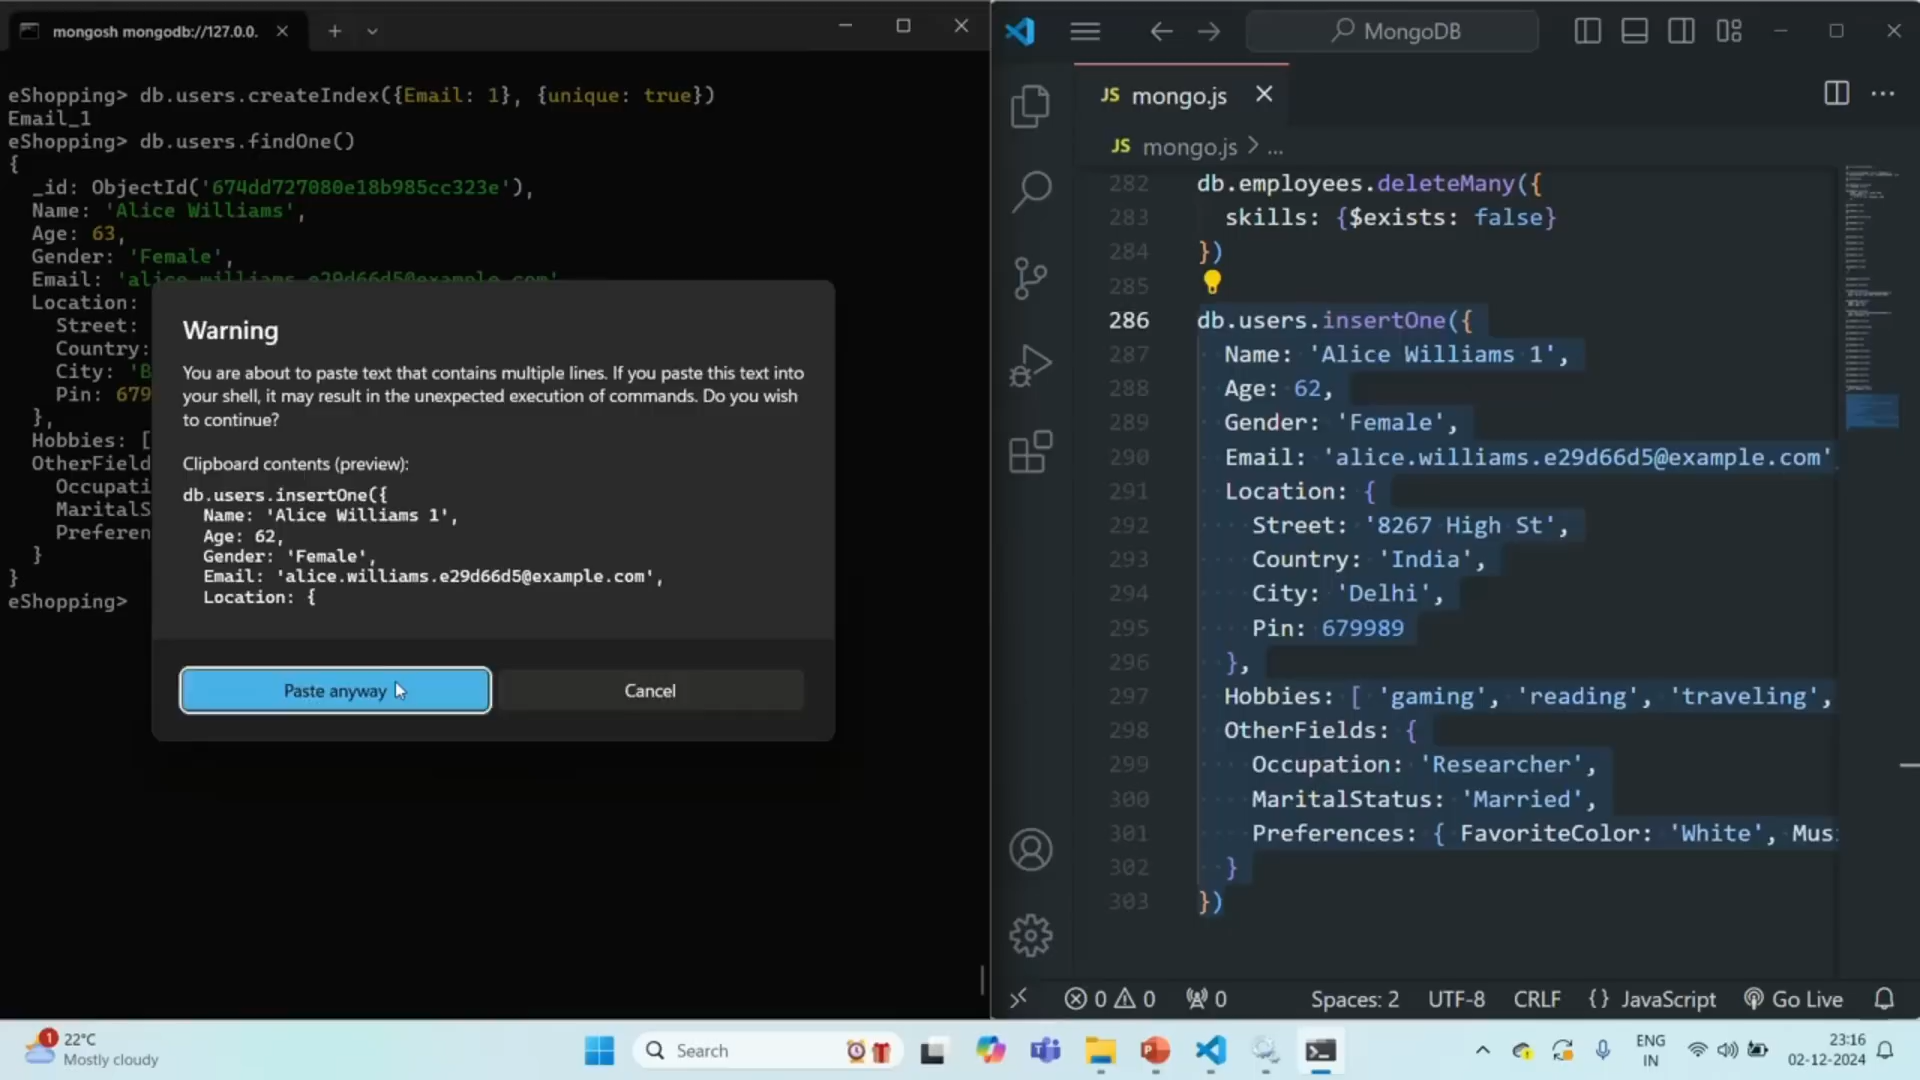 mongosh mongodb://127.0.0.
eShopping> db.users.createIndex({Email: 1}, {unique: true})
Email_1
eShopping> db.users.findOne()
{
_id: ObjectId('674dd727080e18b985cc323e'),
Name: 'Alice Williams',
Age: 63,
Gender: 'Female',
Email: 'alice.williams.e29d66d5@example.com',
Location:
Street:
Country:
City: 'B
Pin: 679
},
Hobbies: [
OtherField
Occupati
MaritalS
Preferen
}
}
eShopping>
Warning
You are about to paste text that contains multiple lines. If you paste this text into
your shell, it may result in the unexpected execution of commands. Do you wish
to continue?
Clipboard contents (preview):
db.users.insertOne({
Name: 'Alice Williams 1',
Age: 62,
Gender: 'Female',
Email: 'alice.williams.e29d66d5@example.com',
Location: {
Paste anyway
Cancel
MongoDB
JS mongo.js
JS mongo.js > ...
282 db.employees.deleteMany({
283 skills: {$exists: false}
284 })
285
286 db.users.insertOne({
287 Name: 'Alice Williams 1',
288 Age: 62,
289 Gender: 'Female',
290 Email: 'alice.williams.e29d66d5@example.com'
291 Location: {
292 Street: '8267 High St',
293 Country: 'India',
294 City: 'Delhi',
295 Pin: 679989
296 },
297 Hobbies: [ 'gaming', 'reading', 'traveling',
298 OtherFields: {
299 Occupation: 'Researcher',
300 MaritalStatus: 'Married',
301 Preferences: { FavoriteColor: 'White', Mus
302 }
303 })
0 0 0 Spaces: 2 UTF-8 CRLF {} JavaScript Go Live
1
22°C
Mostly cloudy
Search
ENG
IN
23:16
02-12-2024